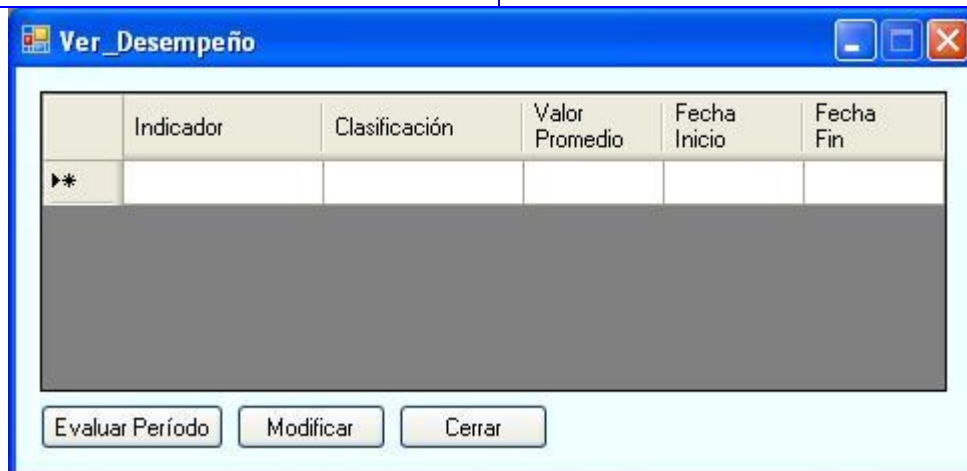 Ver_Desempeño
Indicador Clasificación Valor Promedio Fecha Inicio Fecha Fin
Evaluar Período Modificar Cerrar